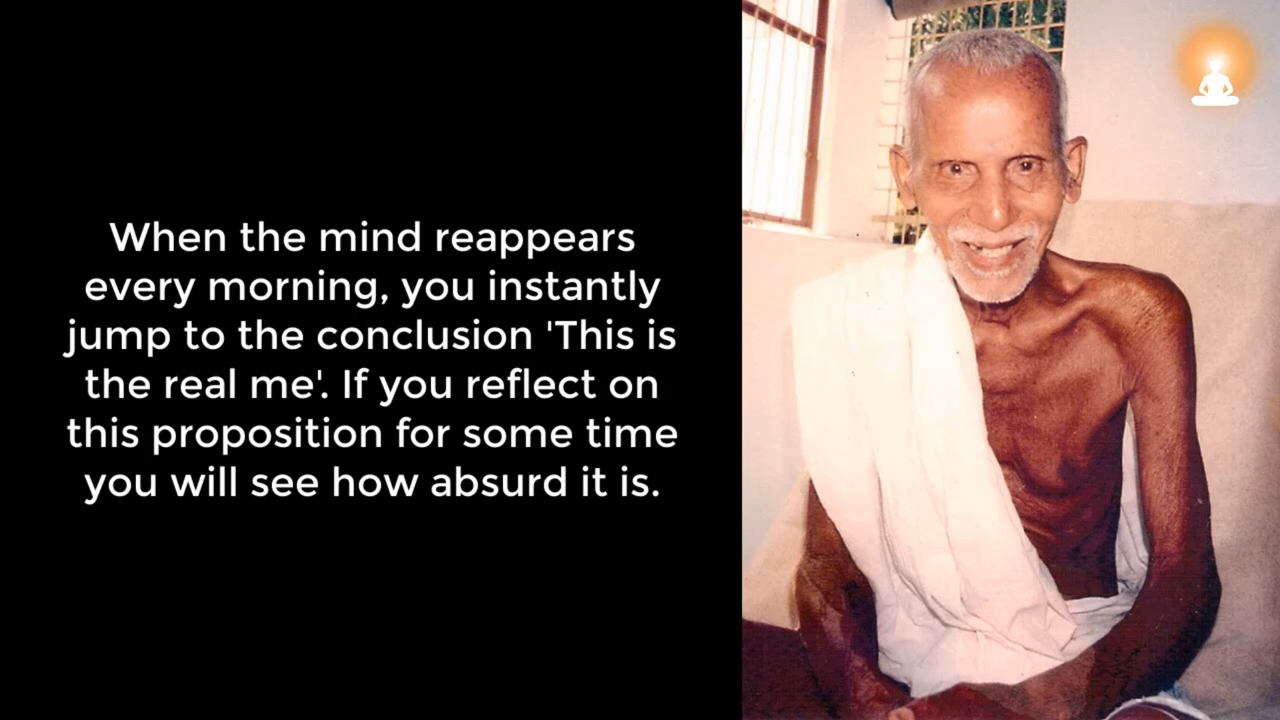 When the mind reappears
every morning, you instantly
jump to the conclusion 'This is
the real me'. If you reflect on
this proposition for some time
you will see how absurd it is.